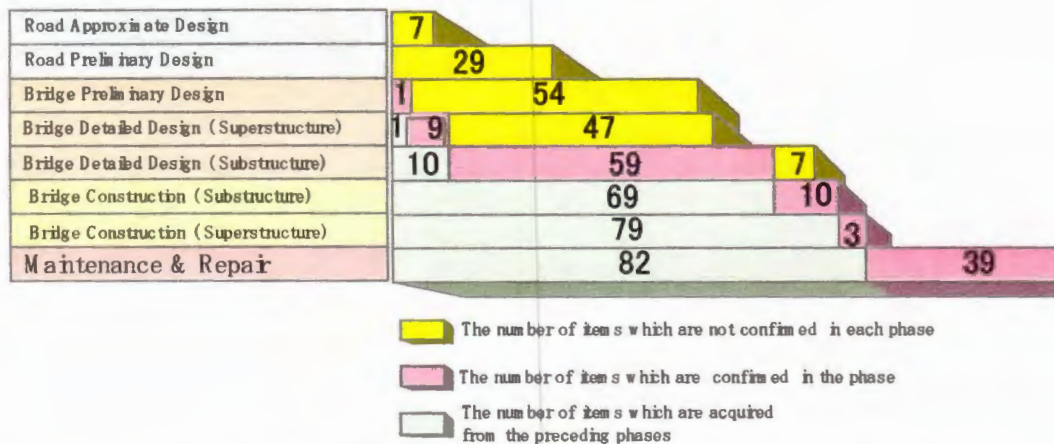 Road Approximate Design 7
Road Preliminary Design 29
Bridge Preliminary Design 1 54
Bridge Detailed Design (Superstructure) 1 9 47
Bridge Detailed Design (Substructure) 10 59 7
Bridge Construction (Substructure) 69 10
Bridge Construction (Superstructure) 79 3
Maintenance & Repair 82 39
The number of items which are not confirmed in each phase
The number of items which are confirmed in the phase
The number of items which are acquired
from the preceding phases